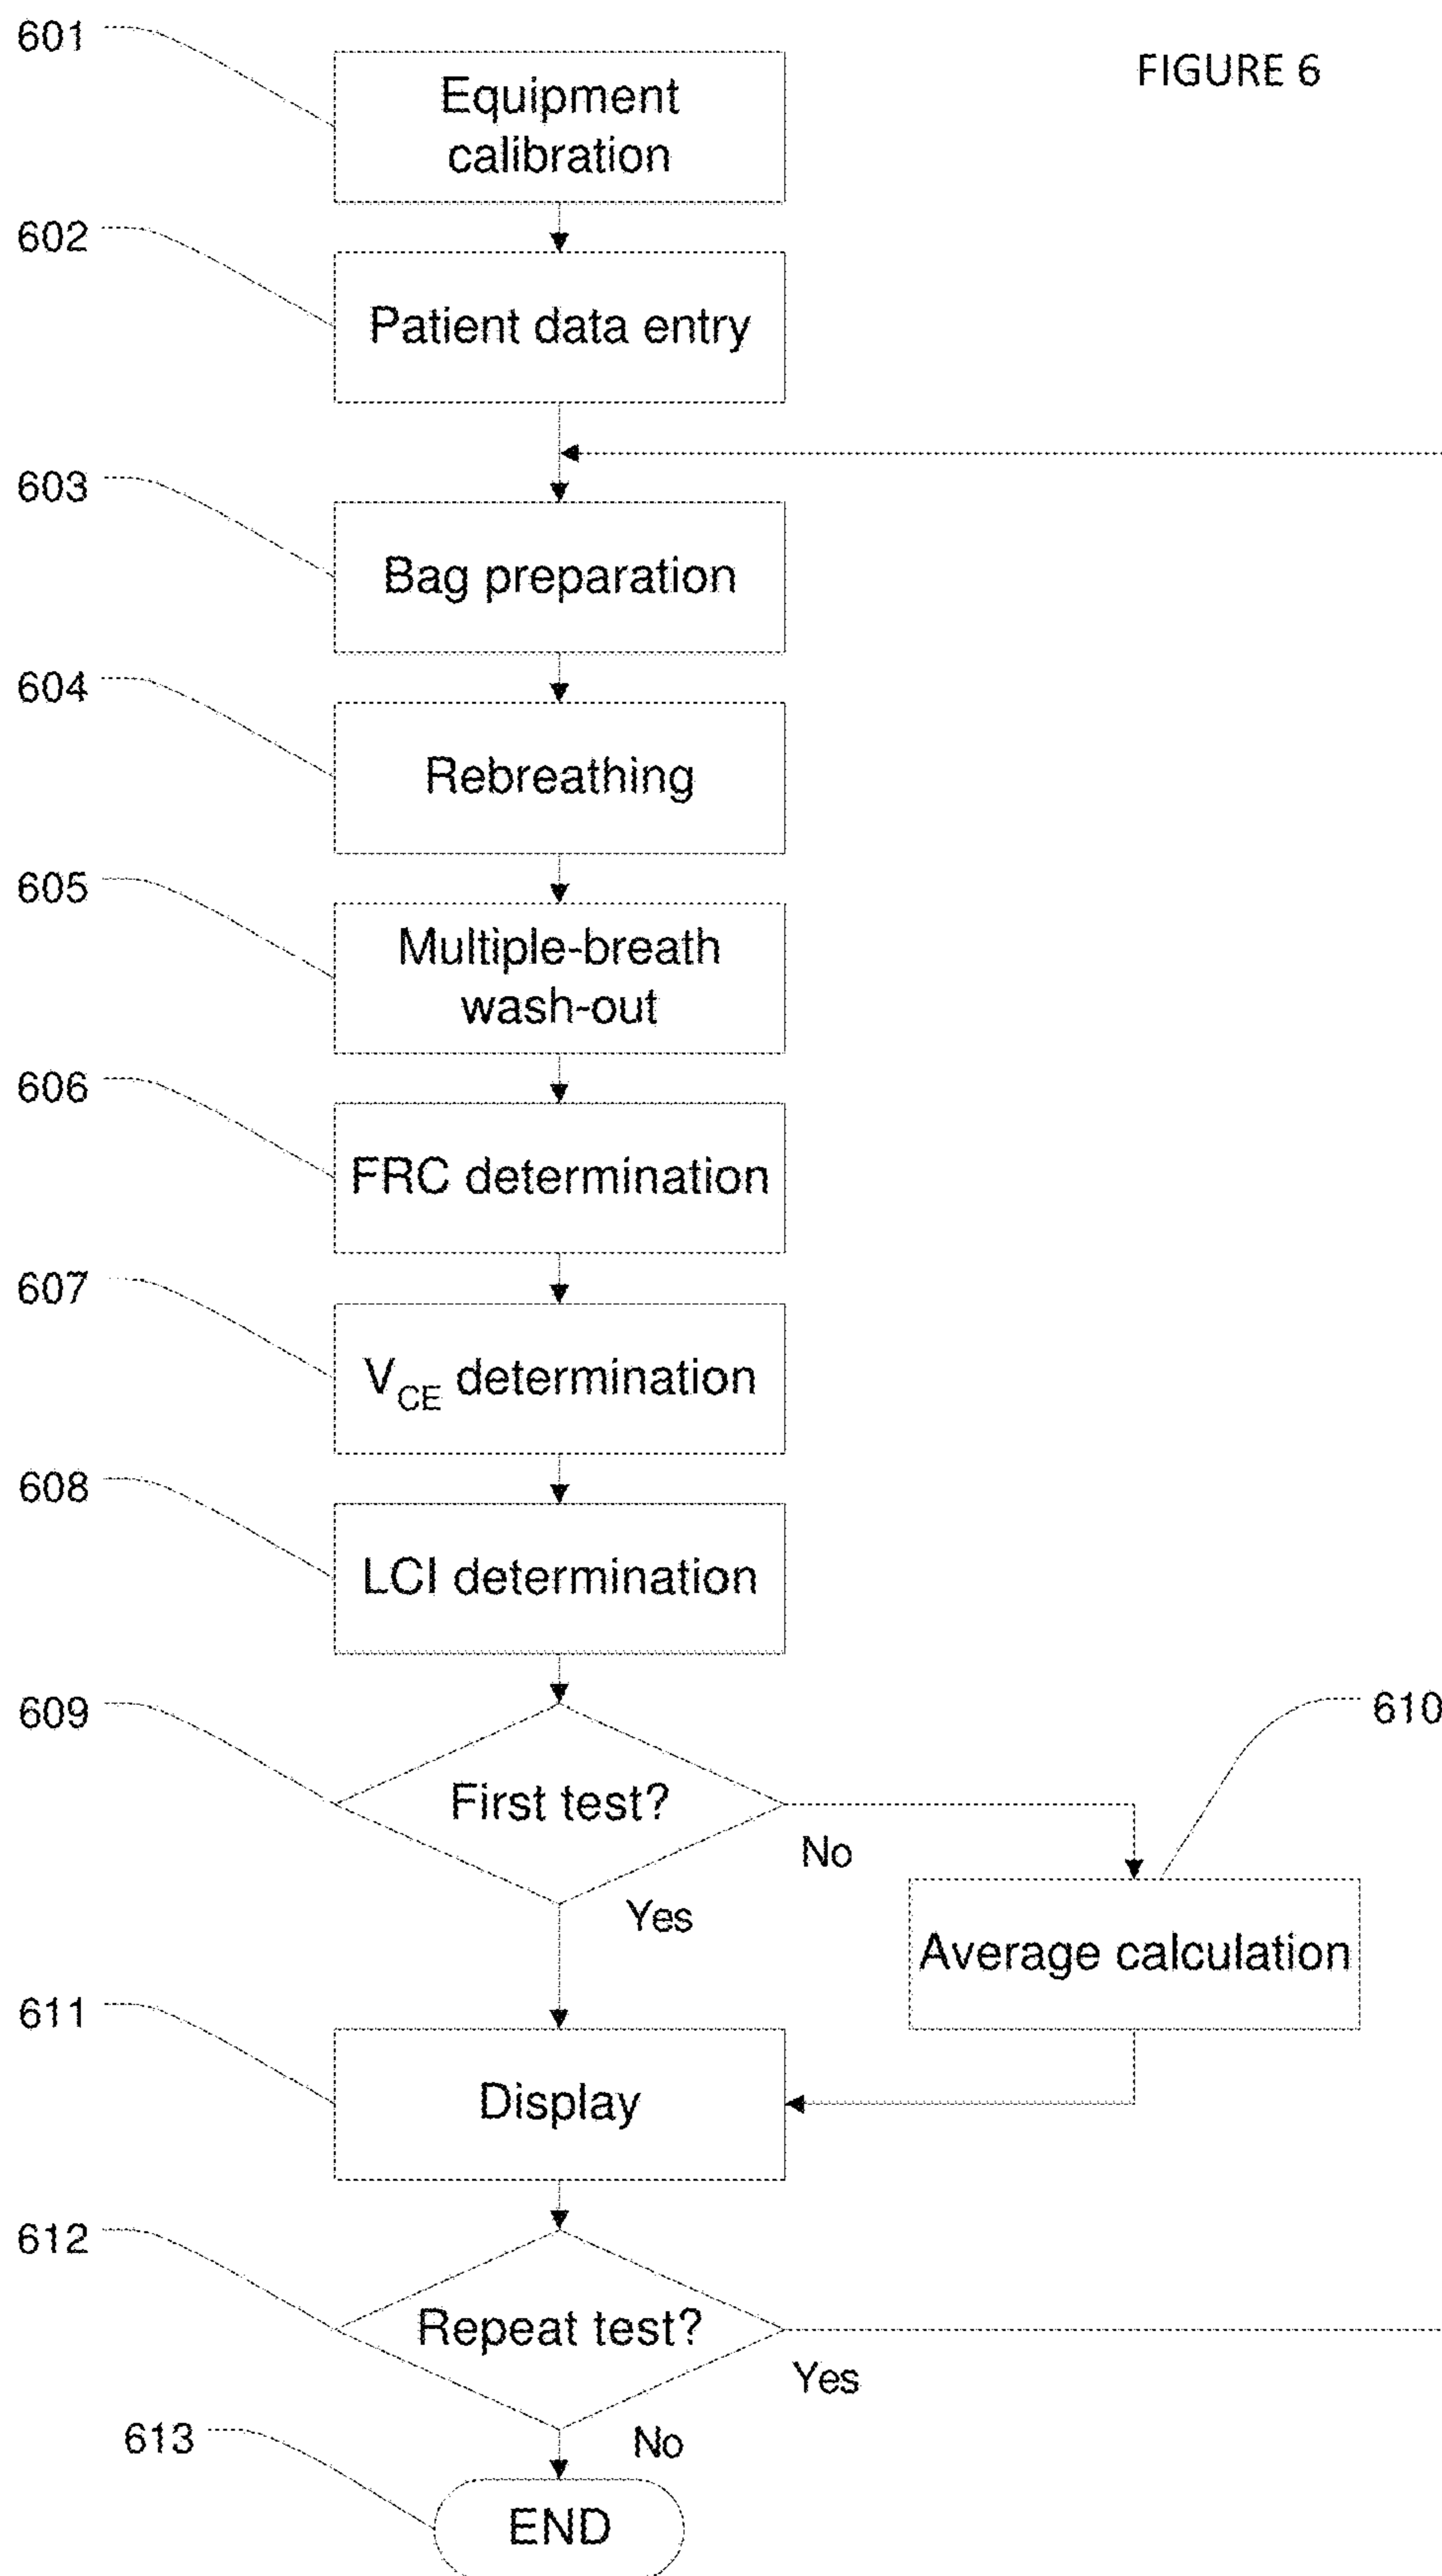 601
Equipment
calibration
FIGURE 6
602
Patient data entry
603
Bag preparation
604
Rebreathing
605
Multiple-breath
wash-out
606
FRC determination
607
VCE determination
608
LCI determination
609
First test?
610
No
Yes
Average calculation
611
Display
612
Repeat test?
Yes
No
613
END